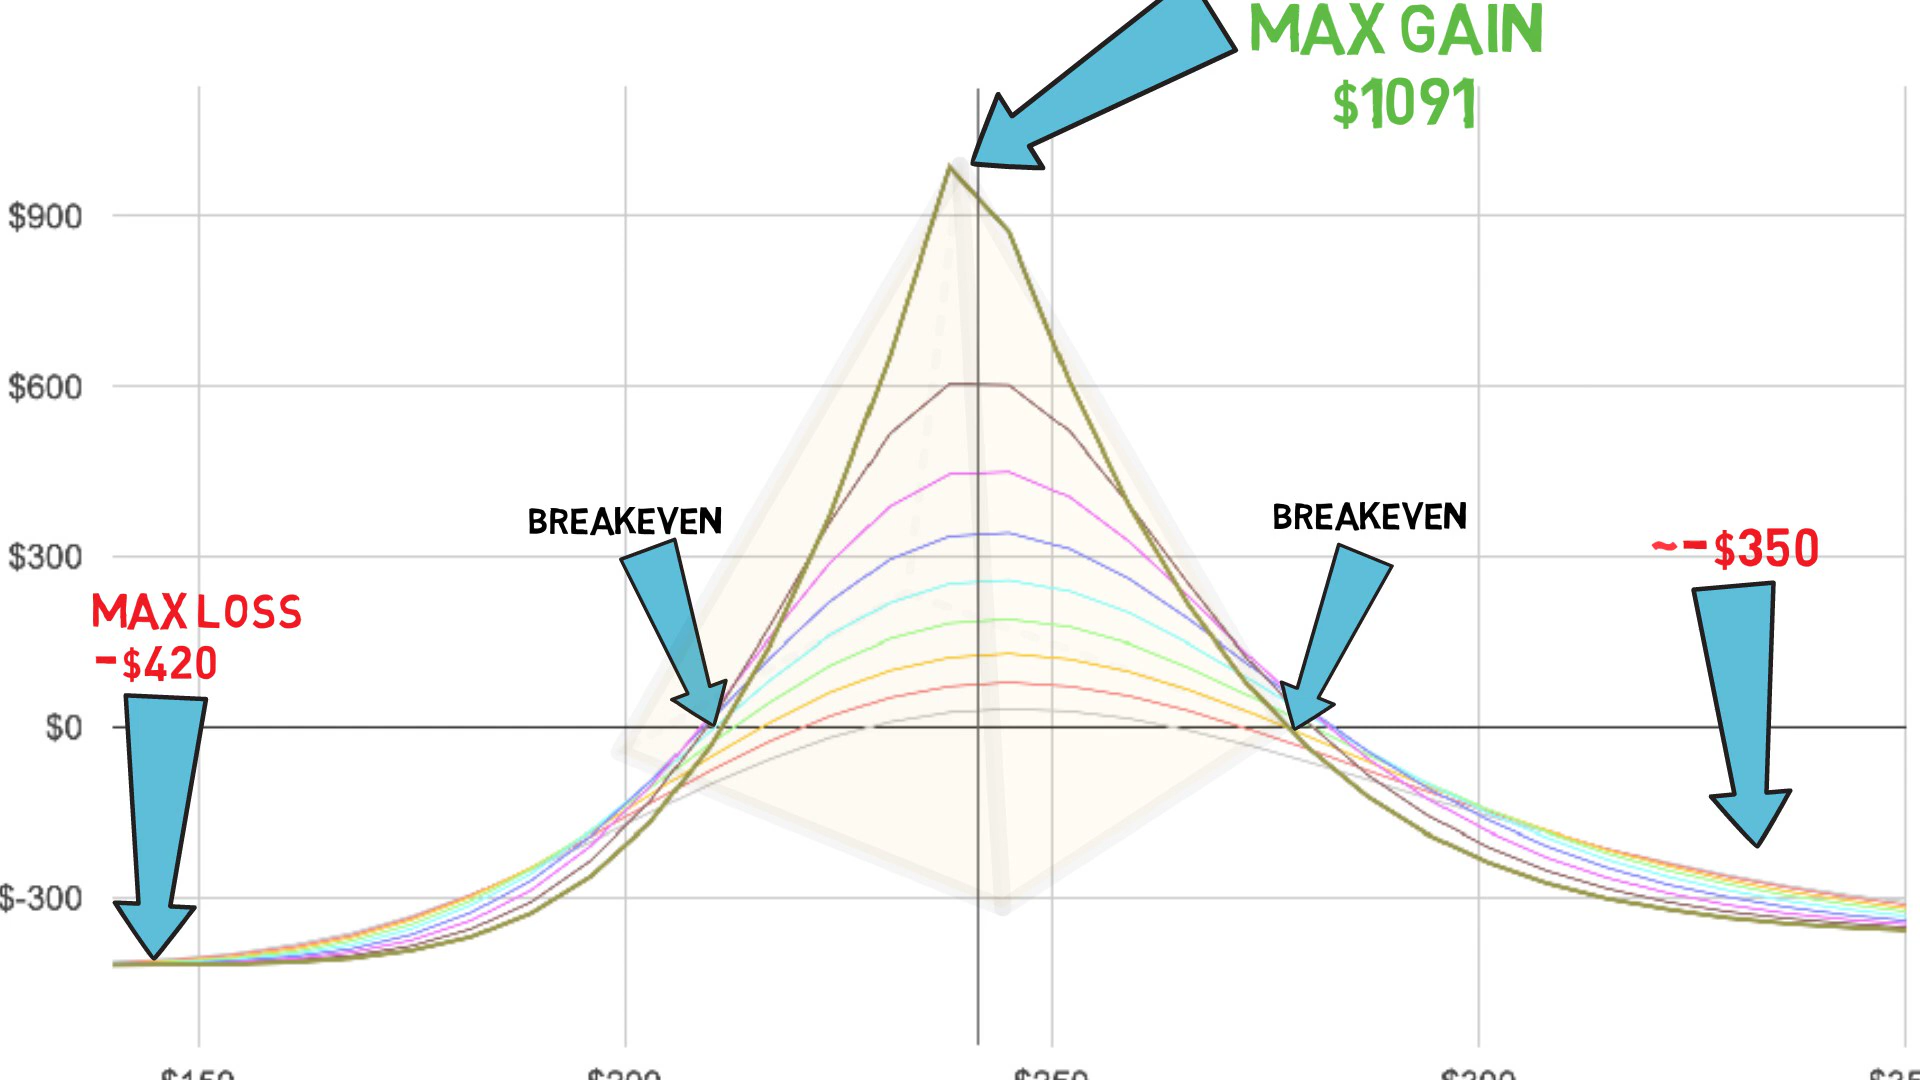 MAX GAIN
$1091
$900
$600
BREAKEVEN
BREAKEVEN
~-$350
$300
MAX LOSS
-$420
$0
$-300